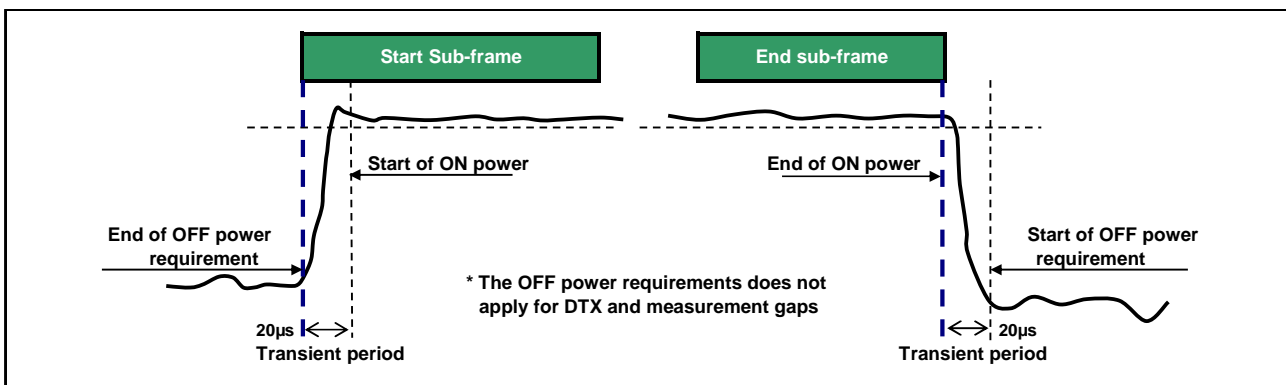 Start Sub-frame
End sub-frame
Start of ON power
End of ON power
End of OFF power
requirement
Start of OFF power
requirement
* The OFF power requirements does not
apply for DTX and measurement gaps
20µs
Transient period
20µs
Transient period